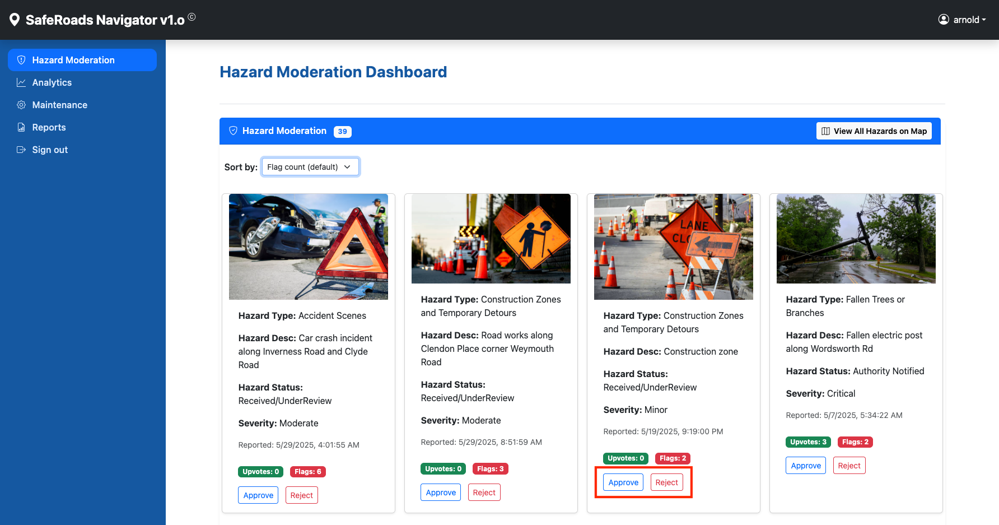 SafeRoads Navigator v1.o ©
arnold
Hazard Moderation
Analytics
Maintenance
Reports
Sign out
Hazard Moderation Dashboard
Hazard Moderation 39
View All Hazards on Map
Sort by: Flag count (default)
Hazard Type: Accident Scenes
Hazard Desc: Car crash incident
along Inverness Road and Clyde
Road
Hazard Status:
Received/UnderReview
Severity: Moderate
Reported: 5/29/2025, 4:01:55 AM
Upvotes: 0 Flags: 6
Approve Reject
Hazard Type: Construction Zones
and Temporary Detours
Hazard Desc: Road works along
Clendon Place corner Weymouth
Road
Hazard Status:
Received/UnderReview
Severity: Moderate
Reported: 5/29/2025, 8:51:59 AM
Upvotes: 0 Flags: 3
Approve Reject
LANE
CLO
Hazard Type: Construction Zones
and Temporary Detours
Hazard Desc: Construction zone
Hazard Status:
Received/UnderReview
Severity: Minor
Reported: 5/19/2025, 9:19:00 PM
Upvotes: 0 Flags: 2
Approve Reject
Hazard Type: Fallen Trees or
Branches
Hazard Desc: Fallen electric post
along Wordsworth Rd
Hazard Status: Authority Notified
Severity: Critical
Reported: 5/7/2025, 5:34:22 AM
Upvotes: 3 Flags: 2
Approve Reject